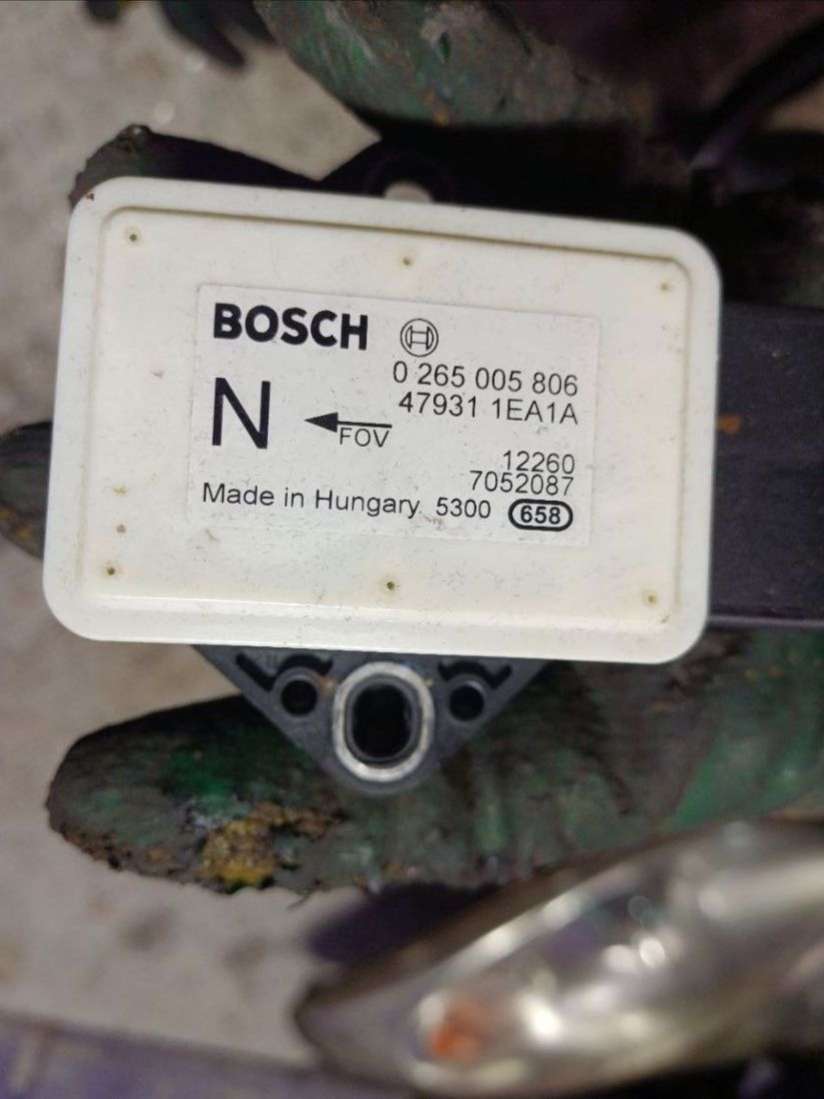 BOSCH
0 265 005 806
N
47931 1EA1A
FOV
12260
7052087
Made in Hungary 5300 658